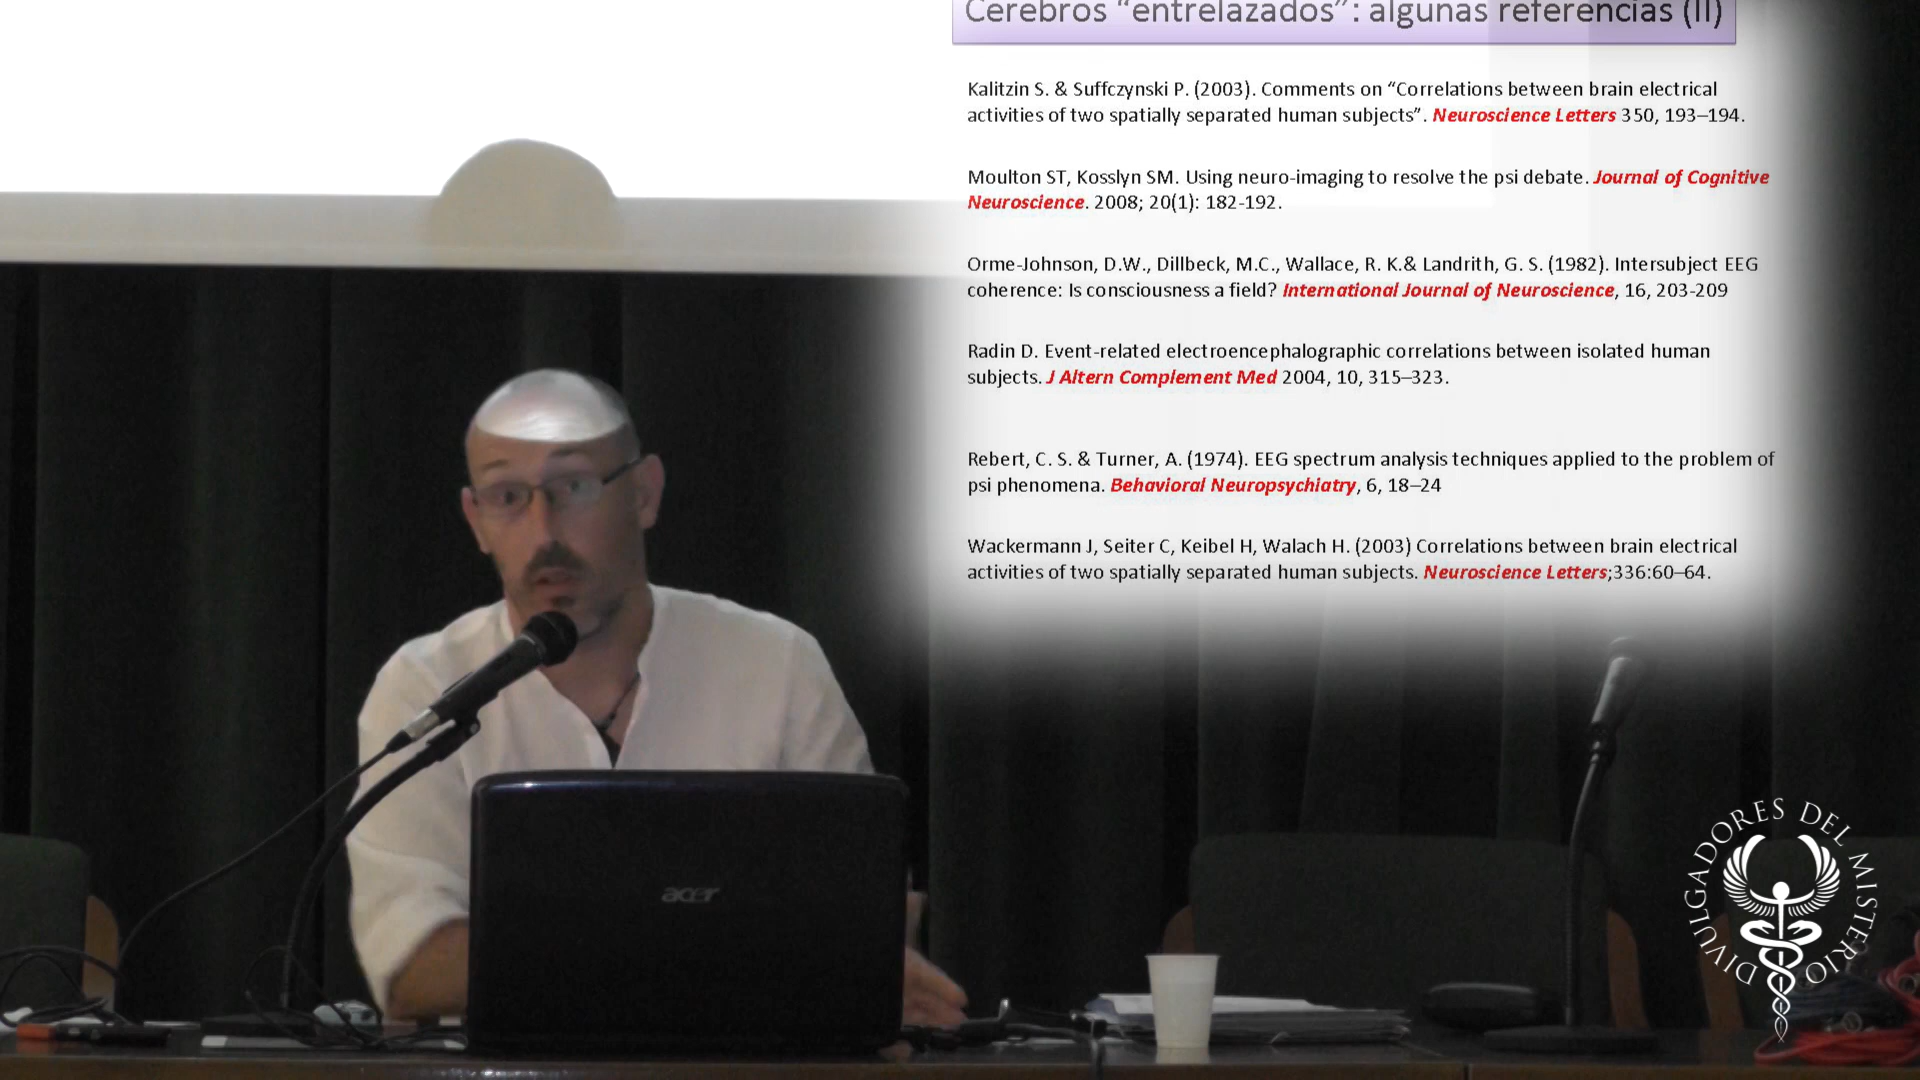 Cerebros “entrelazados”: algunas referencias (II)
Kalitzin S. & Suffczynski P. (2003). Comments on “Correlations between brain electrical
activities of two spatially separated human subjects”. Neuroscience Letters 350, 193–194.
Moulton ST, Kosslyn SM. Using neuro-imaging to resolve the psi debate. Journal of Cognitive
Neuroscience. 2008; 20(1): 182-192.
Orme-Johnson, D.W., Dillbeck, M.C., Wallace, R. K.& Landrith, G. S. (1982). Intersubject EEG
coherence: Is consciousness a field? International Journal of Neuroscience, 16, 203-209
Radin D. Event-related electroencephalographic correlations between isolated human
subjects. J Altern Complement Med 2004, 10, 315–323.
Rebert, C. S. & Turner, A. (1974). EEG spectrum analysis techniques applied to the problem of
psi phenomena. Behavioral Neuropsychiatry, 6, 18–24
Wackermann J, Seiter C, Keibel H, Walach H. (2003) Correlations between brain electrical
activities of two spatially separated human subjects. Neuroscience Letters;336:60–64.
acer
DIVULGADORES DEL MISTERIO